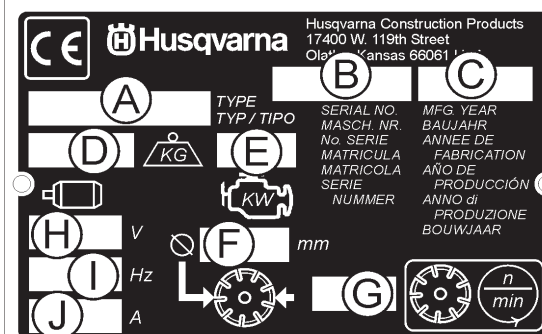 CE
Husqvarna
Husqvarna Construction Products
17400 W. 119th Street
Kansas 66061
B
C
A
TYPE
TYP / TIPO
SERIAL NO.
MASCH. NR.
No. SERIE
MATRICULA
MATRICOLA
SERIE
NUMMER
MFG. YEAR
BAUJAHR
ANNEE DE
FABRICATION
AÑO DE
PRODUCCIÓN
ANNO di
PRODUZIONE
BOUWJAAR
D
KG
E
KW
H
V
F
mm
I
Hz
G
n
min
J
A